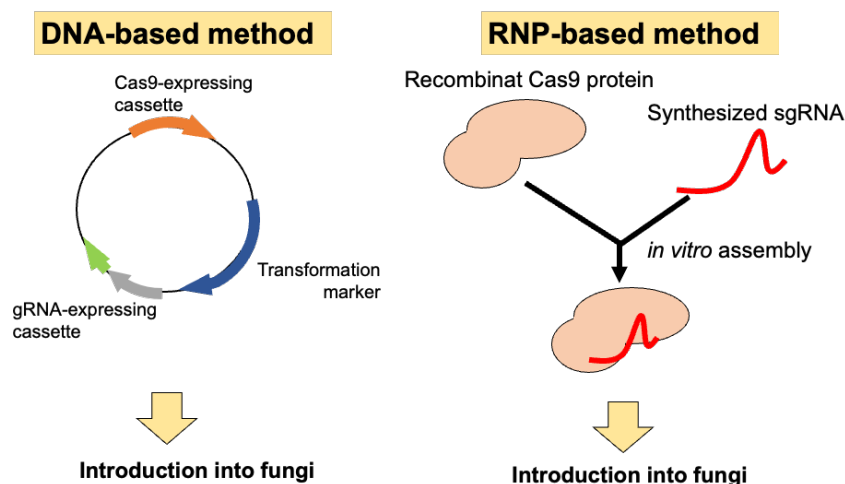 DNA-based method
Cas9-expressing
cassette
Transformation
marker
gRNA-expressing
cassette
Introduction into fungi
RNP-based method
Recombinat Cas9 protein
Synthesized sgRNA
in vitro assembly
Introduction into fungi